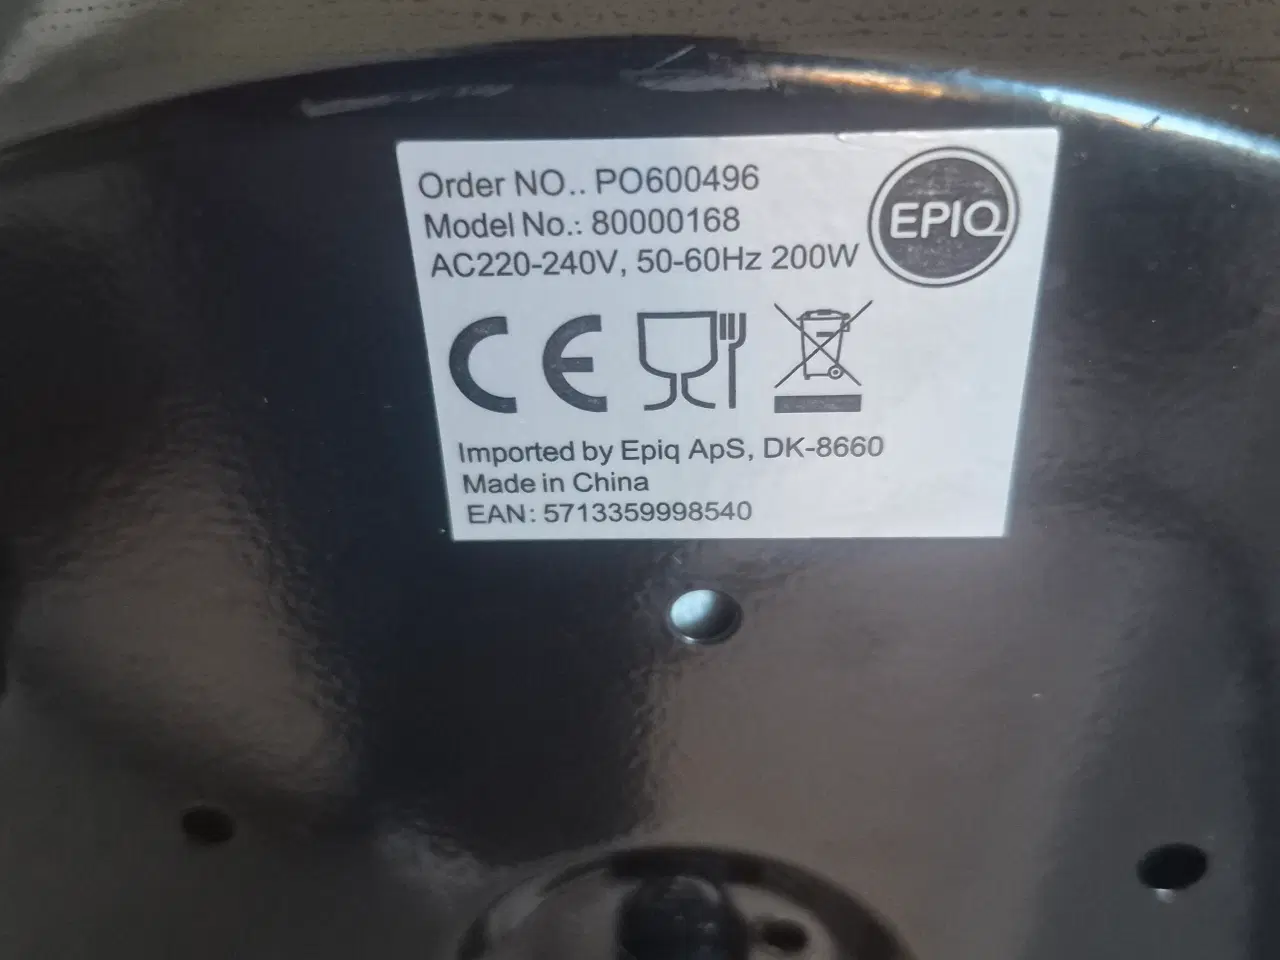 Order NO.. PO600496
Model No.: 80000168
AC220-240V, 50-60Hz 200W
EPIQ
CE
Imported by Epiq ApS, DK-8660
Made in China
EAN: 5713359998540